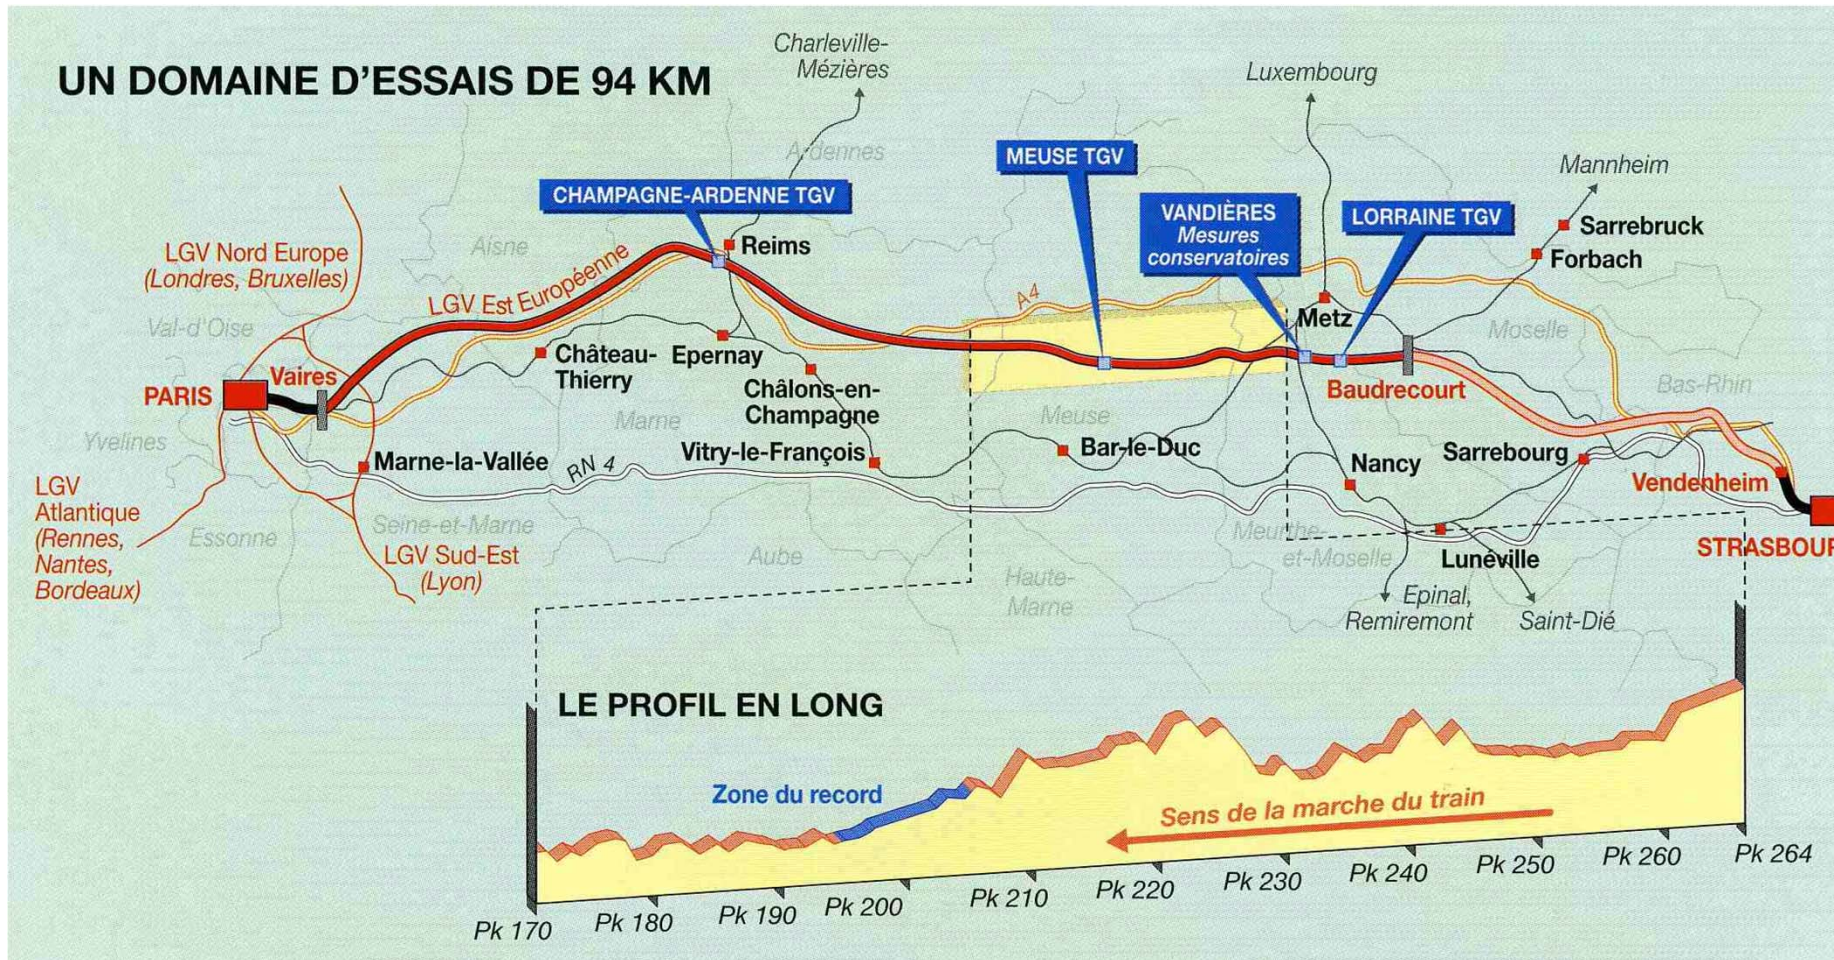 UN DOMAINE D'ESSAIS DE 94 KM
Charleville-
Mézières
Luxembourg
Ardennes
MEUSE TGV
Mannheim
CHAMPAGNE-ARDENNE TGV
VANDIÈRES
Mesures
conservatoires
LORRAINE TGV
Sarrebruck
Forbach
Aisne
Reims
LGV Nord Europe
(Londres, Bruxelles)
LGV Est Européenne
A4
Val-d'Oise
Metz
Moselle
Château-
Thierry
Epernay
Vaires
PARIS
Châlons-en-
Champagne
Baudrecourt
Bas-Rhin
Marne
Meuse
Yvelines
Marne-la-Vallée
RN 4
Vitry-le-François
Bar-le-Duc
Nancy
Sarrebourg
Vendenheim
LGV
Atlantique
(Rennes,
Nantes,
Bordeaux)
Essonne
Seine-et-Marne
LGV Sud-Est
(Lyon)
Aube
Haute-
Marne
Meurthe-
et-Moselle
Lunéville
STRASBOUR
Epinal,
Remiremont
Saint-Dié
LE PROFIL EN LONG
Zone du record
Sens de la marche du train
Pk 170
Pk 180
Pk 190
Pk 200
Pk 210
Pk 220
Pk 230
Pk 240
Pk 250
Pk 260
Pk 264